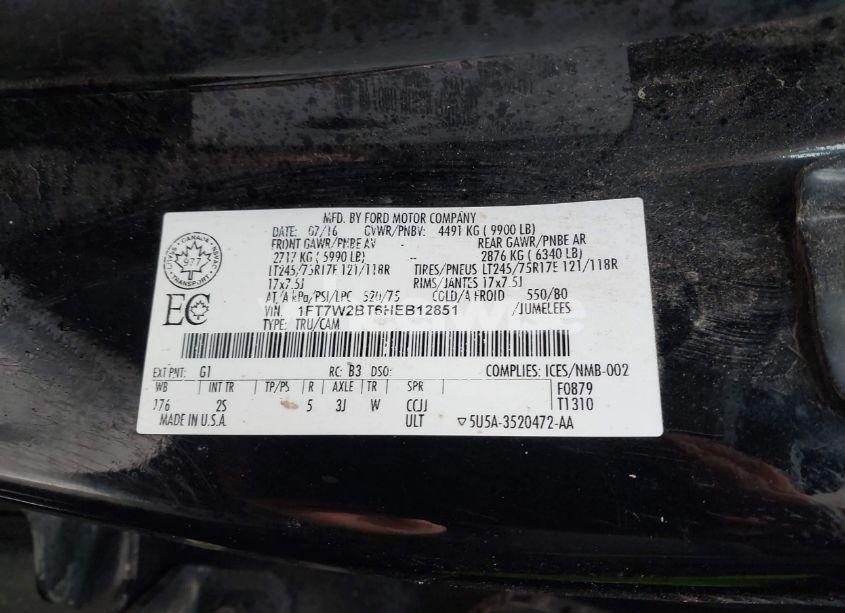 MFD. BY FORD MOTOR COMPANY
DATE: 07/16 GVWR/PNBV: 4491 KG ( 9900 LB)
FRONT GAWR/PNBE AV REAR GAWR/PNBE AR
2717 KG ( 5990 LB) -- 2876 KG ( 6340 LB)
LT245/75R17E 121/118R TIRES/PNEUS LT245/75R17E 121/118R
17x7.5J RIMS/JANTES 17x7.5J
AT/A kPa/PSI/LPC 520/75 COLD/A FROID 550/80
VIN: 1FT7W2BT6HEB12851 /JUMELEES
TYPE: TRU/CAM
EC
EXT PNT: G1 RC: B3 DSO: COMPLIES: ICES/NMB-002
WB INT TR TP/PS R AXLE TR SPR F0879
176 2S 5 3J W CCJJ T1310
MADE IN U.S.A. ULT ▽5U5A-3520472-AA
CANADA
TRANSPORT
977